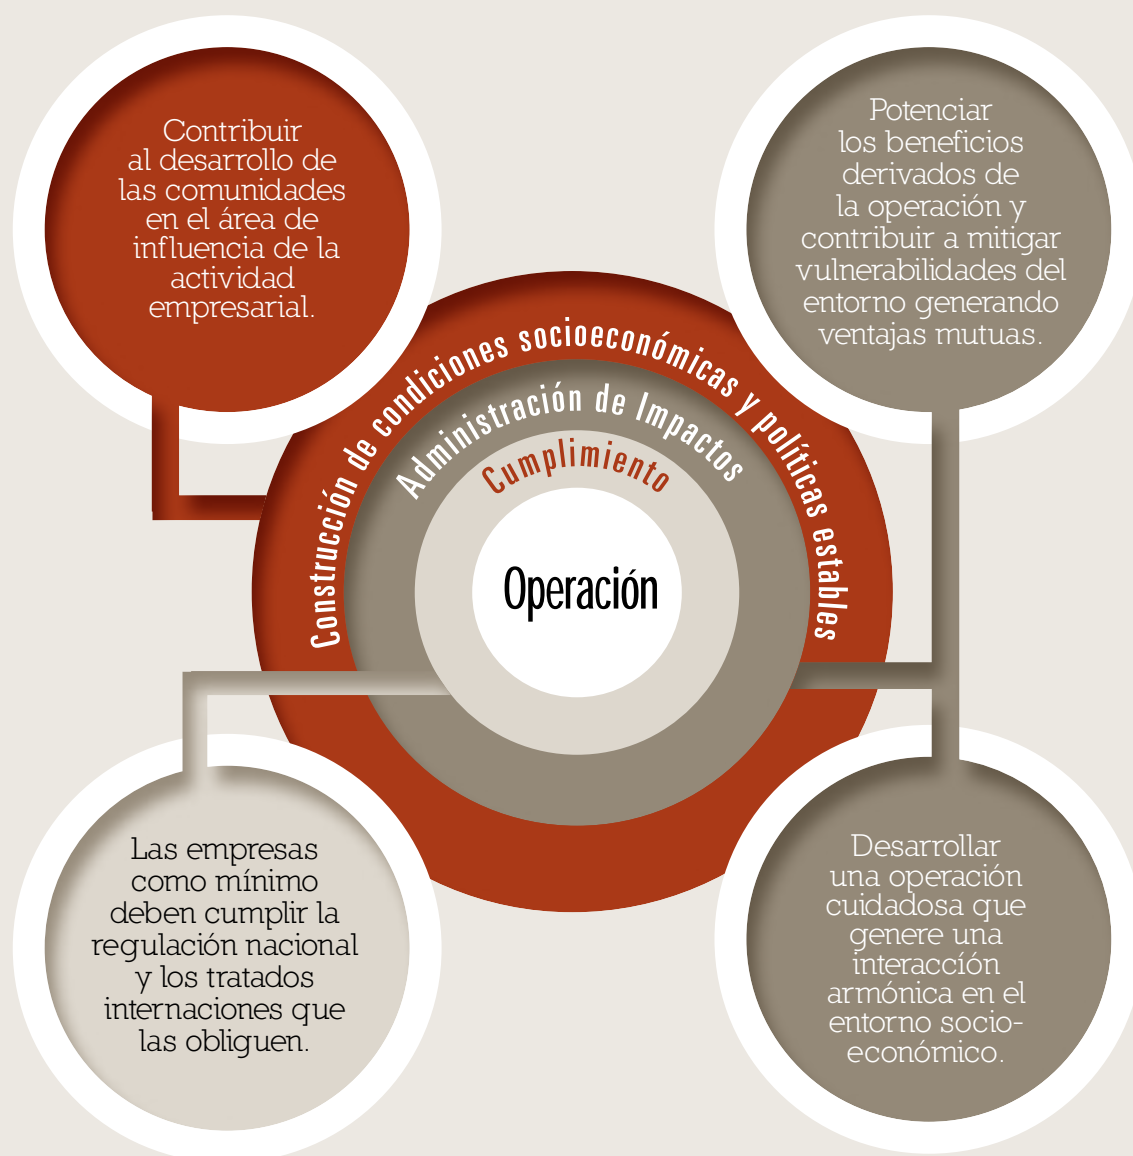 Contribuir
al desarrollo de
las comunidades
en el área de
influencia de la
actividad
empresarial.
Potenciar
los beneficios
derivados de
la operación y
contribuir a mitigar
vulnerabilidades del
entorno generando
ventajas mutuas.
Construcción de condiciones socioeconómicas y políticas estables
Administración de Impactos
Cumplimiento
Operación
Las empresas
como mínimo
deben cumplir la
regulación nacional
y los tratados
internaciones que
las obliguen.
Desarrollar
una operación
cuidadosa que
genere una
interaccíón
armónica en el
entorno socio-
económico.